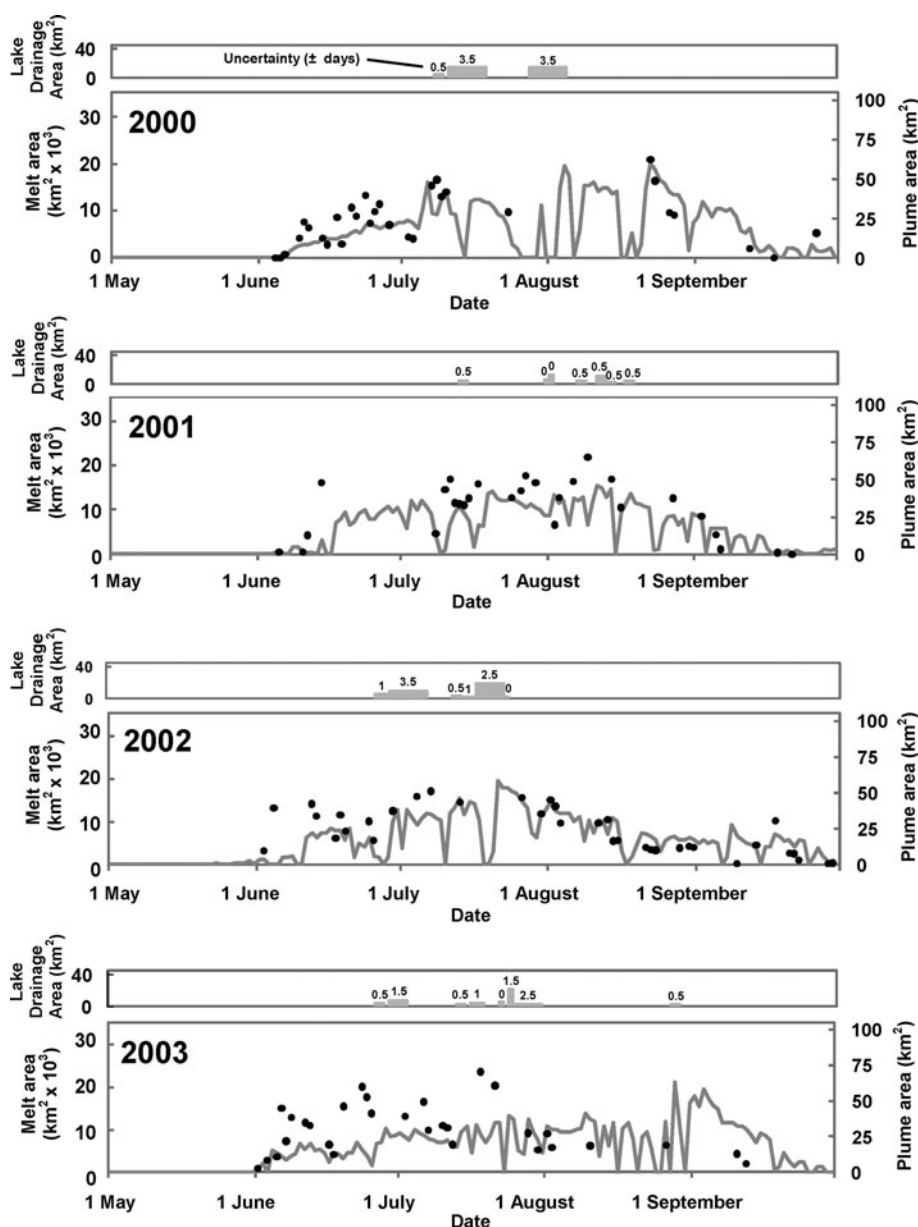 Lake
Drainage
Area (km²)
40
0
Uncertainty (± days)
0.5
3.5
3.5
Melt area
(km² x 10³)
30
20
10
0
2000
100
75
50
25
0
Plume area (km²)
1 May
1 June
1 July
1 August
1 September
Date
Lake
Drainage
Area (km²)
40
0
0.5
0
0
0.5
0.5
0.5
0.5
Melt area
(km² x 10³)
30
20
10
0
2001
100
75
50
25
0
Plume area (km²)
1 May
1 June
1 July
1 August
1 September
Date
Lake
Drainage
Area (km²)
40
0
1
3.5
0.5
1
2.5
0
Melt area
(km² x 10³)
30
20
10
0
2002
100
75
50
25
0
Plume area (km²)
1 May
1 June
1 July
1 August
1 September
Date
Lake
Drainage
Area (km²)
40
0
0.5
1.5
0.5
1
0
1.5
2.5
0.5
Melt area
(km² x 10³)
30
20
10
0
2003
100
75
50
25
0
Plume area (km²)
1 May
1 June
1 July
1 August
1 September
Date